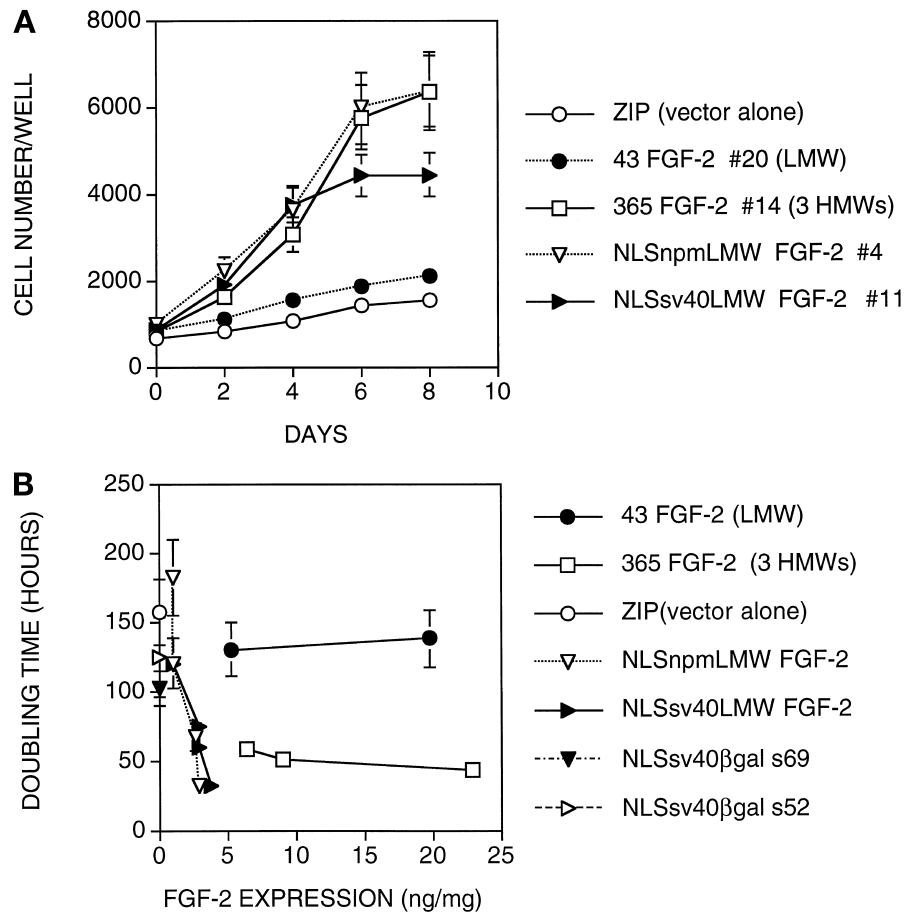 A
CELL NUMBER/WELL
8000
6000
4000
2000
0
0 2 4 6 8 10
DAYS
ZIP (vector alone)
43 FGF-2 #20 (LMW)
365 FGF-2 #14 (3 HMWs)
NLSnpmLMW FGF-2 #4
NLSsv40LMW FGF-2 #11
B
DOUBLING TIME (HOURS)
250
200
150
100
50
0
0 5 10 15 20 25
FGF-2 EXPRESSION (ng/mg)
43 FGF-2 (LMW)
365 FGF-2 (3 HMWs)
ZIP(vector alone)
NLSnpmLMW FGF-2
NLSsv40LMW FGF-2
NLSsv40βgal s69
NLSsv40βgal s52